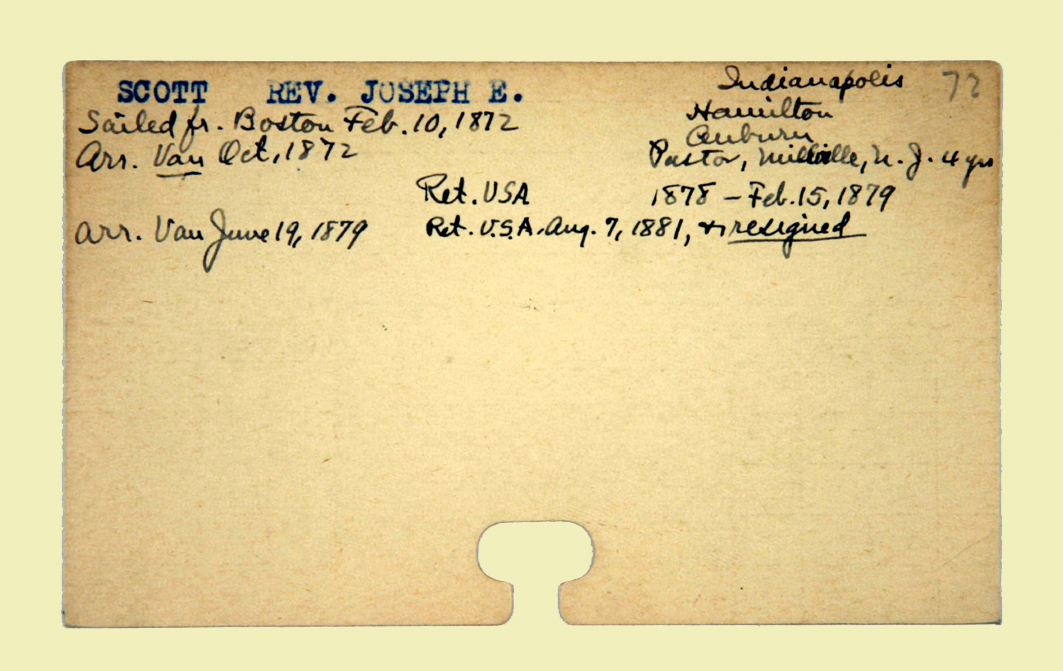 SCOTT REV. JOSEPH E.
Indianapolis 72
Sailed fr. Boston Feb. 10, 1872
Hamilton
Auburn
Arr. Van Oct, 1872
Pastor, Millville, N. J. 4 yrs
Ret. USA 1878 – Feb. 15, 1879
arr. Van June 19, 1879 Ret. U.S.A. Aug. 7, 1881, & resigned